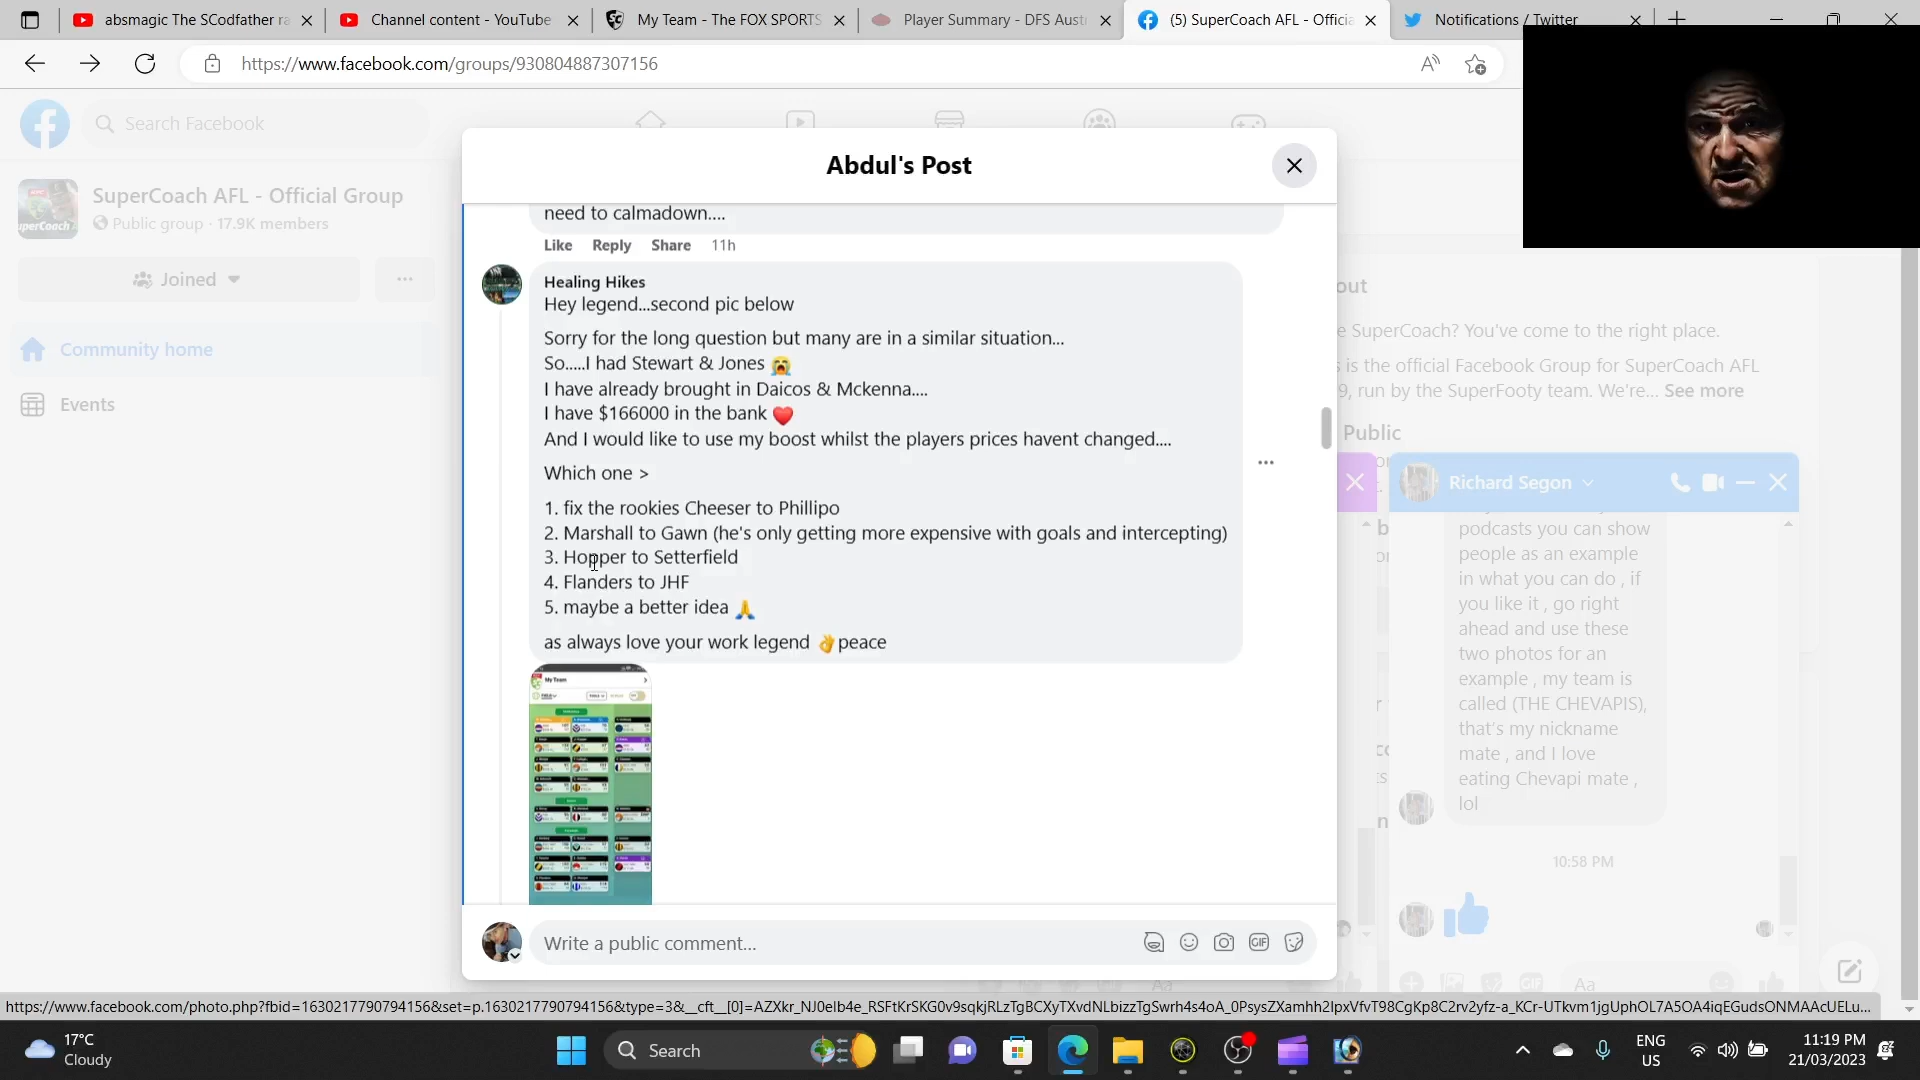 absmagic The SCodfather ra
Channel content - YouTube
My Team - The FOX SPORTS
Player Summary - DFS Aust
(5) SuperCoach AFL - Officia
Notifications / Twitter
https://www.facebook.com/groups/930804887307156
Search Facebook
Abdul's Post
SuperCoach AFL - Official Group
Public group · 17.9K members
Joined
Community home
Events
need to calmadown....
Like Reply Share 11h
Healing Hikes
Hey legend...second pic below
Sorry for the long question but many are in a similar situation...
So.....I had Stewart & Jones 😭
I have already brought in Daicos & Mckenna....
I have $166000 in the bank ♥️
And I would like to use my boost whilst the players prices havent changed....
Which one >
1. fix the rookies Cheeser to Phillipo
2. Marshall to Gawn (he's only getting more expensive with goals and intercepting)
3. Hopper to Setterfield
4. Flanders to JHF
5. maybe a better idea 🙏
as always love your work legend 👌peace
My Team
Write a public comment...
GIF
out
e SuperCoach? You've come to the right place.
s is the official Facebook Group for SuperCoach AFL
9, run by the SuperFooty team. We're... See more
Public
Richard Segon
podcasts you can show
people as an example
in what you can do , if
you like it , go right
ahead and use these
two photos for an
example , my team is
called (THE CHEVAPIS),
that's my nickname
mate , and I love
eating Chevapi mate ,
lol
10:58 PM
Aa
17°C
Cloudy
Search
ENG
US
11:19 PM
21/03/2023